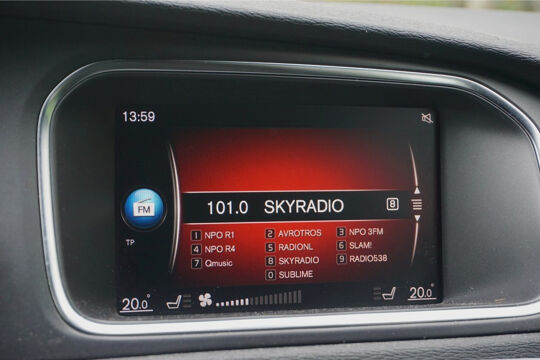 13:59
FM
TP
101.0 SKYRADIO 8
1 NPO R1 2 AVROTROS 3 NPO 3FM
4 NPO R4 5 RADIONL 6 SLAM!
7 Qmusic 8 SKYRADIO 9 RADIO538
0 SUBLIME
20.0° 20.0°